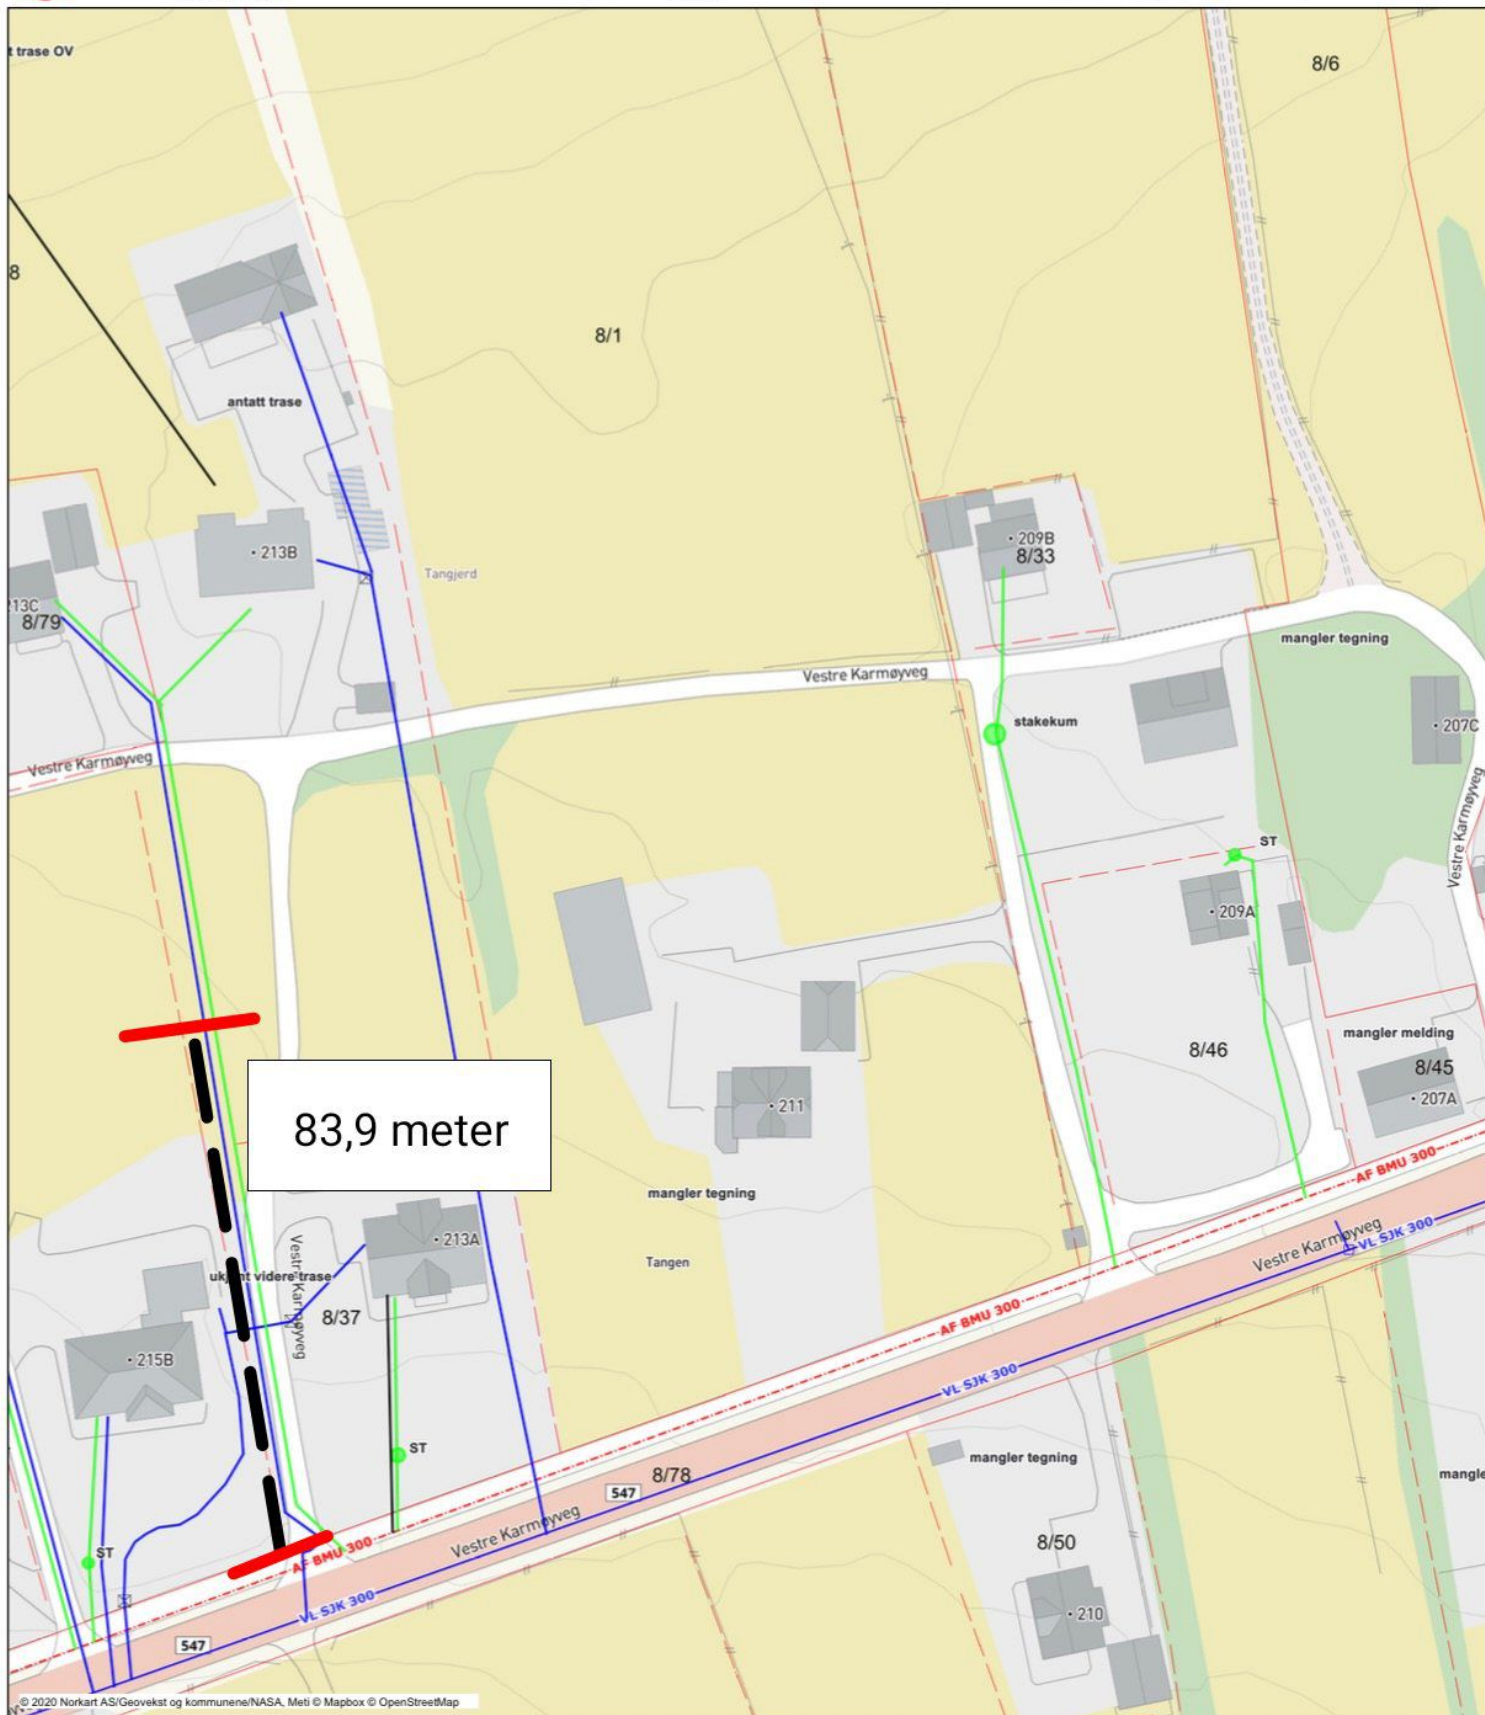 t trase OV
8/6
8
8/1
antatt trase
213B
209B
8/33
Tangjerd
13C
8/79
mangler tegning
Vestre Karmøyveg
stakekum
207C
Vestre Karmøyveg
Vestre Karmøyveg
ST
209A
mangler melding
8/46
8/45
207A
211
83,9 meter
AF BMU 300
mangler tegning
213A
Vestre Karmøyveg
VL SJK 300
Vestre Karmøyveg
Tangen
8/37
AF BMU 300
215B
VL SJK 300
ST
mangler tegning
8/78
mangle
547
Vestre Karmøyveg
8/50
AF BMU 300
ST
VL SJK 300
210
547
© 2020 Norkart AS/Geovekst og kommunene/NASA, Meti © Mapbox © OpenStreetMap